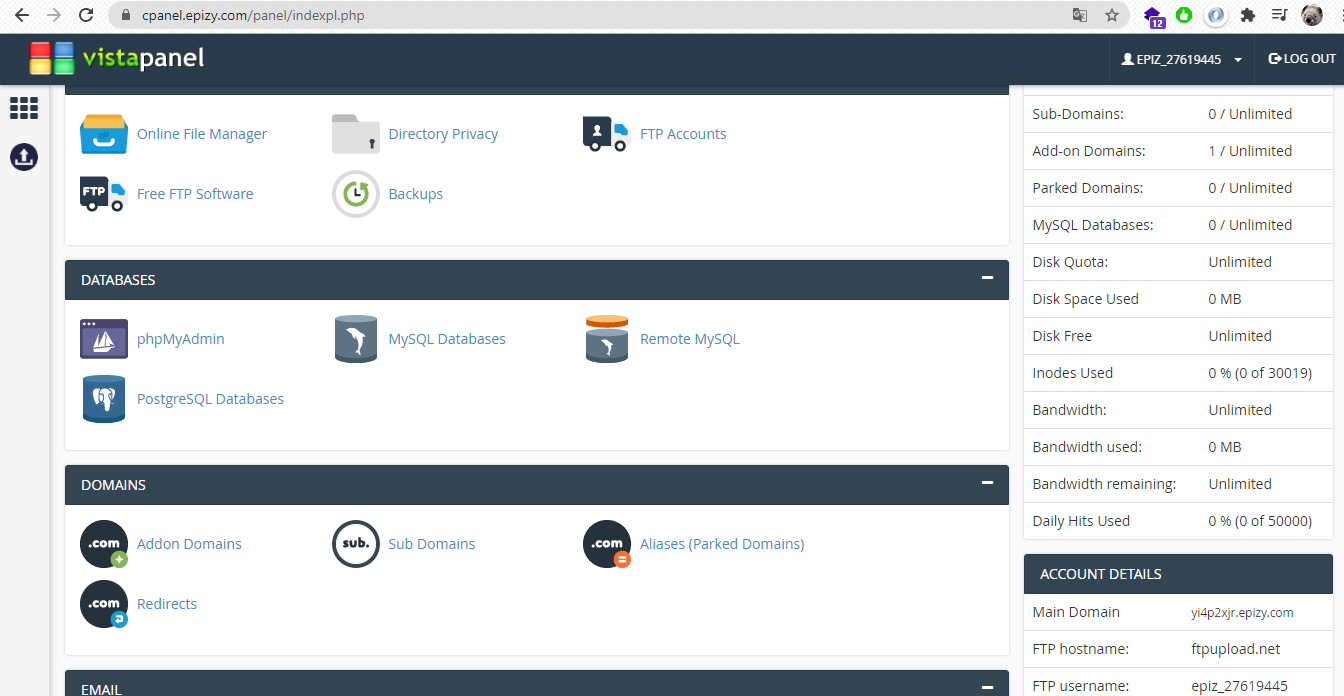 cpanel.epizy.com/panel/indexpl.php
12
vistapanel
EPIZ_27619445
LOG OUT
Online File Manager
Directory Privacy
FTP Accounts
FTP
Free FTP Software
Backups
DATABASES
phpMyAdmin
MySQL Databases
Remote MySQL
PostgreSQL Databases
DOMAINS
.com
Addon Domains
sub.
Sub Domains
.com
Aliases (Parked Domains)
.com
Redirects
EMAIL
Sub-Domains: 0 / Unlimited
Add-on Domains: 1 / Unlimited
Parked Domains: 0 / Unlimited
MySQL Databases: 0 / Unlimited
Disk Quota: Unlimited
Disk Space Used 0 MB
Disk Free Unlimited
Inodes Used 0 % (0 of 30019)
Bandwidth: Unlimited
Bandwidth used: 0 MB
Bandwidth remaining: Unlimited
Daily Hits Used 0 % (0 of 50000)
ACCOUNT DETAILS
Main Domain yi4p2xjr.epizy.com
FTP hostname: ftpupload.net
FTP username: epiz_27619445